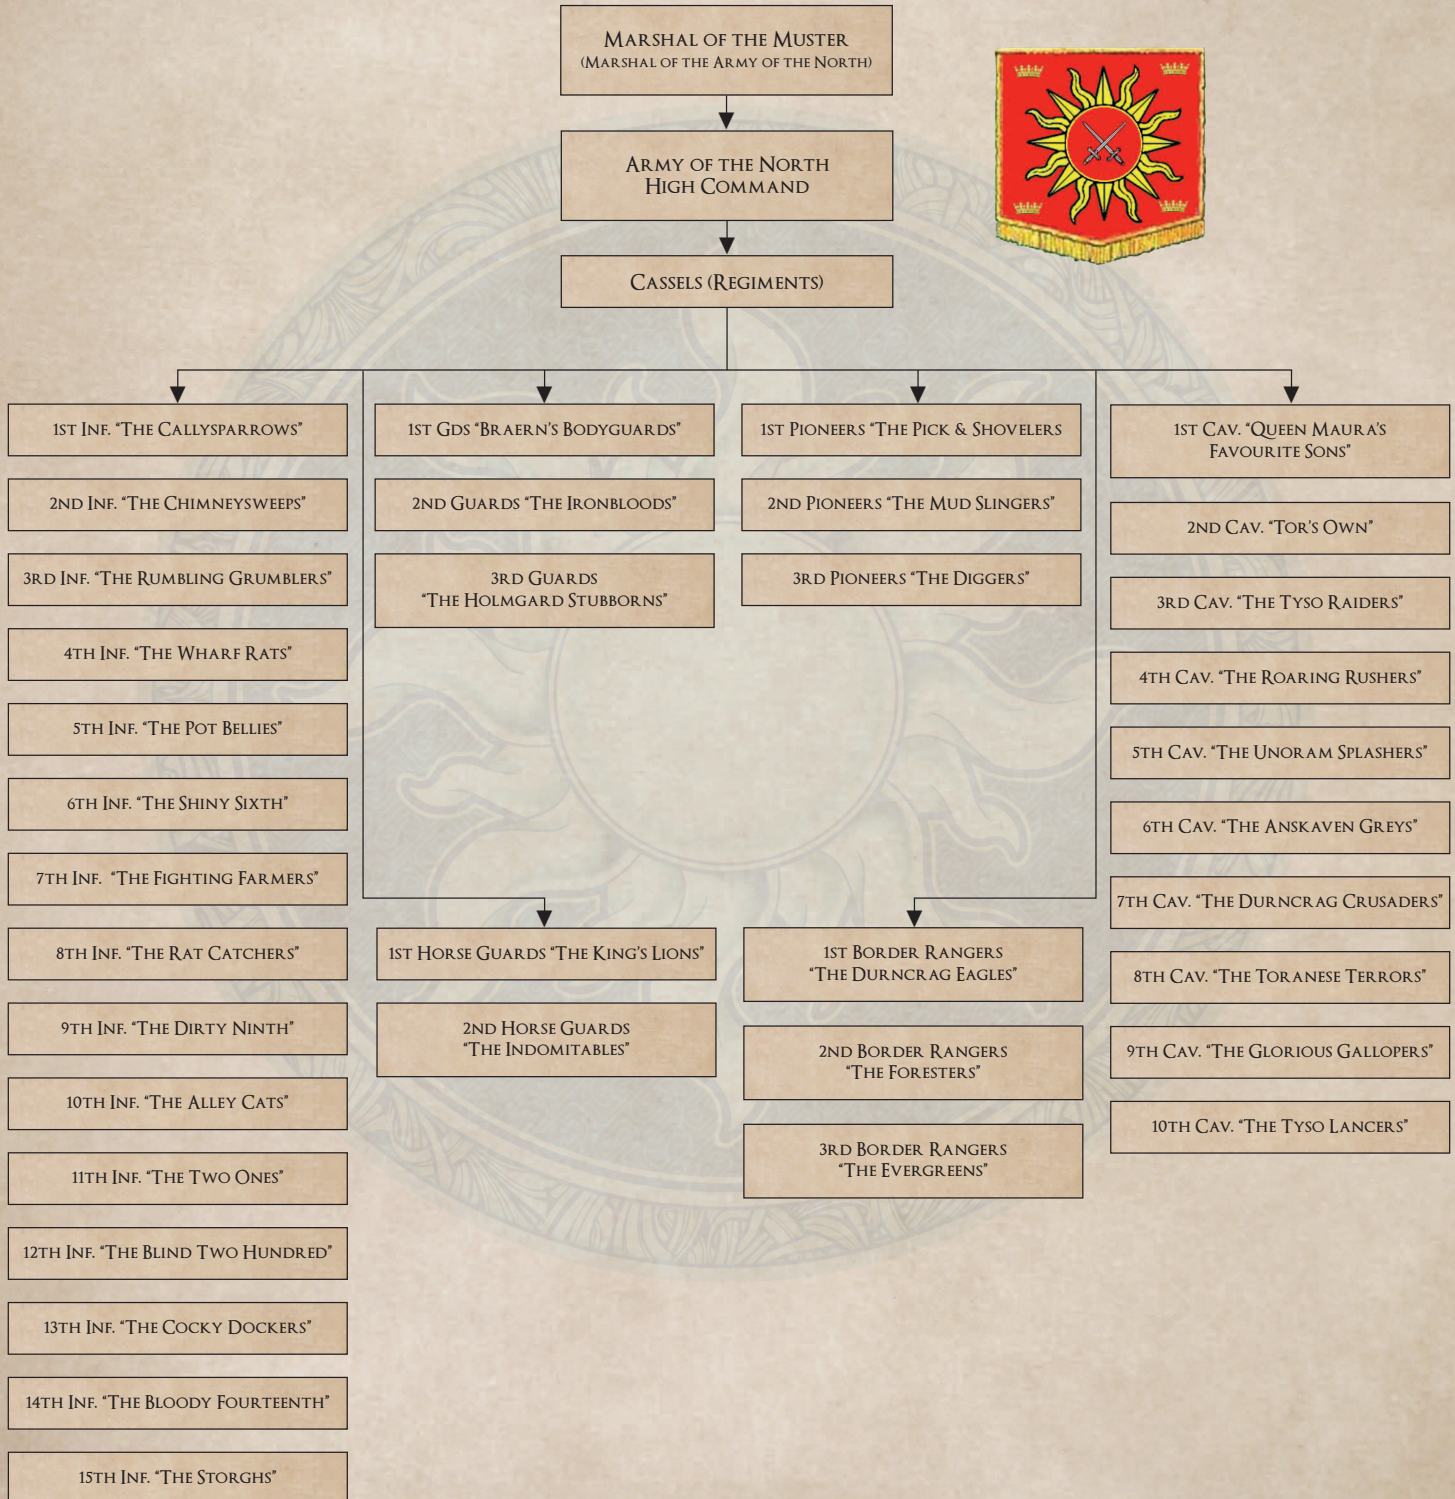 Marshal of the Muster
(Marshal of the Army of the North)
Army of the North
High Command
Cassels (Regiments)
1st Inf. “The Callysparrows”
2nd Inf. “The Chimneysweeps”
3rd Inf. “The Rumbling Grumblers”
4th Inf. “The Wharf Rats”
5th Inf. “The Pot Bellies”
6th Inf. “The Shiny Sixth”
7th Inf. “The Fighting Farmers”
8th Inf. “The Rat Catchers”
9th Inf. “The Dirty Ninth”
10th Inf. “The Alley Cats”
11th Inf. “The Two Ones”
12th Inf. “The Blind Two Hundred”
13th Inf. “The Cocky Dockers”
14th Inf. “The Bloody Fourteenth”
15th Inf. “The Storghs”
1st Gds “Braern’s Bodyguards”
2nd Guards “The Ironbloods”
3rd Guards
“The Holmgard Stubborns”
1st Horse Guards “The King’s Lions”
2nd Horse Guards
“The Indomitables”
1st Pioneers “The Pick & Shovelers
2nd Pioneers “The Mud Slingers”
3rd Pioneers “The Diggers”
1st Border Rangers
“The Durncrag Eagles”
2nd Border Rangers
“The Foresters”
3rd Border Rangers
“The Evergreens”
1st Cav. “Queen Maura’s
Favourite Sons”
2nd Cav. “Tor’s Own”
3rd Cav. “The Tyso Raiders”
4th Cav. “The Roaring Rushers”
5th Cav. “The Unoram Splashers”
6th Cav. “The Anskaven Greys”
7th Cav. “The Durncrag Crusaders”
8th Cav. “The Toranese Terrors”
9th Cav. “The Glorious Gallopers”
10th Cav. “The Tyso Lancers”